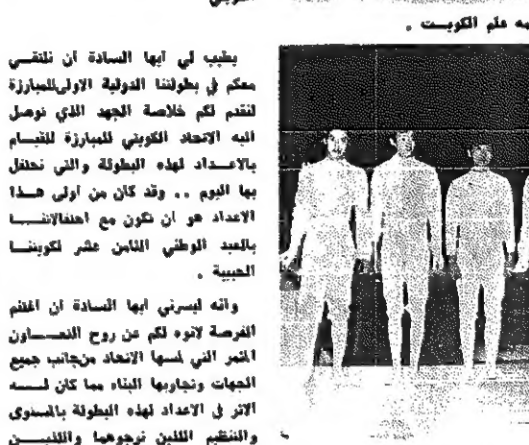 كويتي
علم الكويت .
يطيب لي ايها السادة ان نلتقي
معكم في بطولتنا الدولية الاولى للمبارزة
لنقدم لكم خلاصة الجهد الذي توصل
اليه الاتحاد الكويتي للمبارزة للقيام
بالاعداد لهذه البطولة والتي نحتفل
بها اليوم .. وقد كان من اولى هذا
الاعداد هو ان تكون مع احتفالاتنا
بالعيد الوطني الثامن عشر لكويتنا
الحبيبة .
وانه ليسرني ايها السادة ان اغتنم
الفرصة لانوه لكم عن روح التعاون
المثمر التي لمسها الاتحاد من جانب جميع
الجهات وتجاوبها البناء مما كان له
الاثر في الاعداد لهذه البطولة بالمستوى
والتنظيم اللذين نرجوهما واللذين